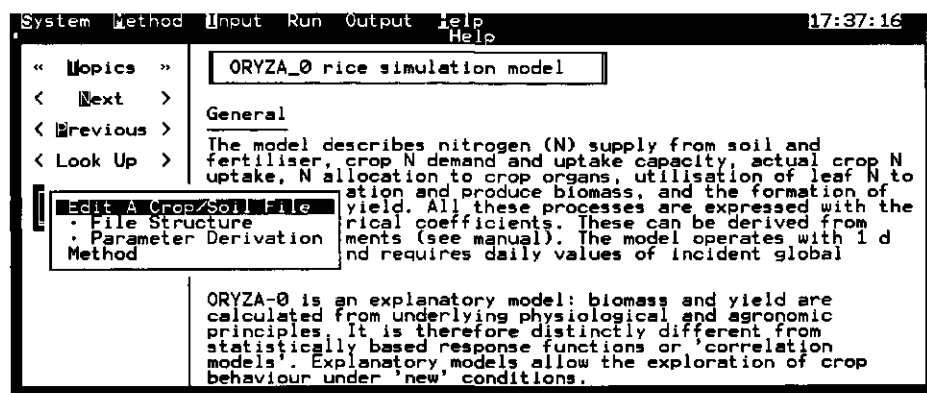 System Method Input Run Output Help 17:37:16
Help
« Topics »
< Next >
< Previous >
< Look Up >
Edit A Crop/Soil File
· File Structure
· Parameter Derivation
Method
ORYZA_0 rice simulation model
General
The model describes nitrogen (N) supply from soil and
fertiliser, crop N demand and uptake capacity, actual crop N
uptake, N allocation to crop organs, utilisation of leaf N to
ation and produce biomass, and the formation of
yield. All these processes are expressed with the
rical coefficients. These can be derived from
ments (see manual). The model operates with 1 d
nd requires daily values of incident global
ORYZA-0 is an explanatory model: biomass and yield are
calculated from underlying physiological and agronomic
principles. It is therefore distinctly different from
statistically based response functions or 'correlation
models'. Explanatory models allow the exploration of crop
behaviour under 'new' conditions.